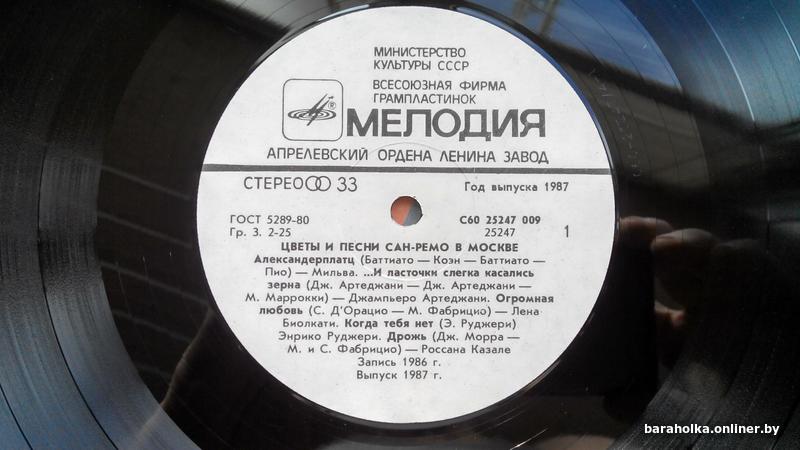 МИНИСТЕРСТВО
КУЛЬТУРЫ СССР
ВСЕСОЮЗНАЯ ФИРМА
ГРАМПЛАСТИНОК
®
МЕЛОДИЯ
АПРЕЛЕВСКИЙ ОРДЕНА ЛЕНИНА ЗАВОД
СТЕРЕО 33
Год выпуска 1987
ГОСТ 5289-80
С60 25247 009
Гр. 3. 2-25
25247
1
ЦВЕТЫ И ПЕСНИ САН-РЕМО В МОСКВЕ
Александерплатц (Баттиато — Коэн — Баттиато —
Пио) — Мильва. ...И ласточки слегка касались
зерна (Дж. Артеджани — Дж. Артеджани —
М. Маррокки) — Джампьеро Артеджани. Огромная
любовь (С. Д'Орацио — М. Фабрицио) — Лена
Биолкати. Когда тебя нет (Э. Руджери)
Энрико Руджери. Дрожь (Дж. Морра —
М. и С. Фабрицио) — Россана Казале
Запись 1986 г.
Выпуск 1987 г.
baraholka.onliner.by